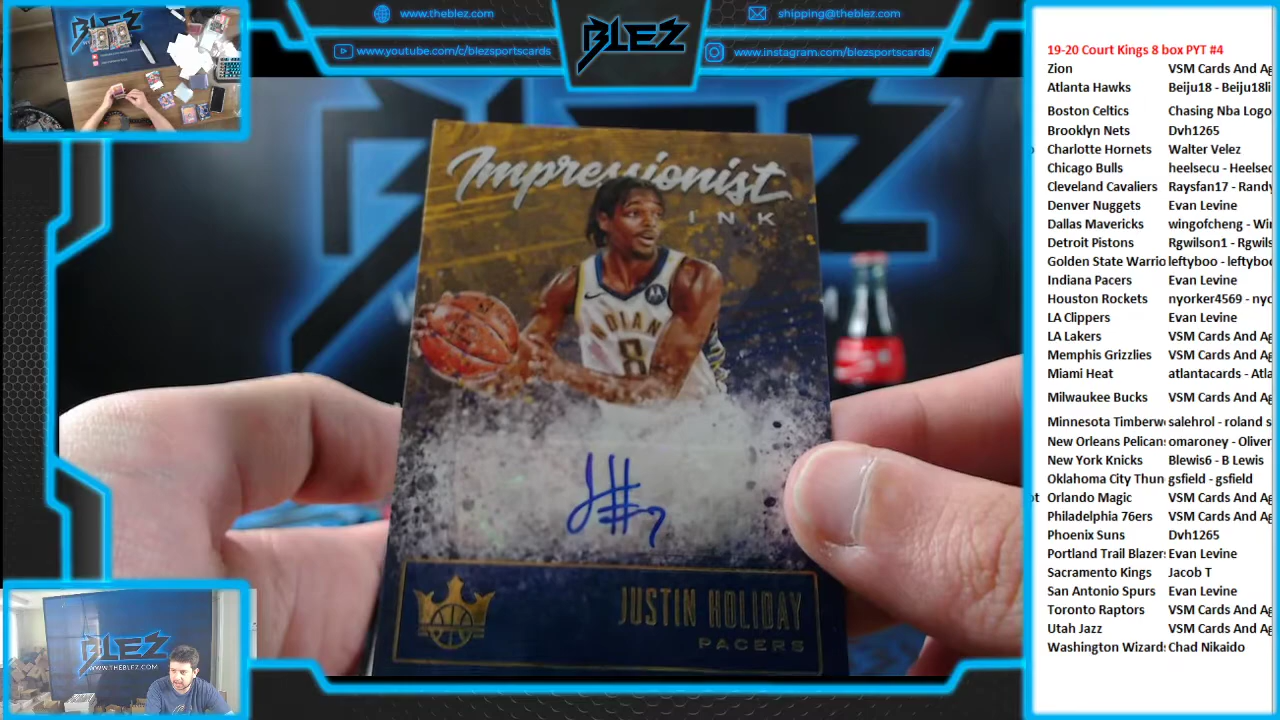 www.theblez.com
shipping@theblez.com
www.youtube.com/c/blezsportscards
BLEZ
www.instagram.com/blezsportscards/
Impressionist
INK
INDIAN
8
JUSTIN HOLIDAY
PACERS
BLEZ
WWW.THEBLEZ.COM
19-20 Court Kings 8 box PYT #4
Zion VSM Cards And Ag
Atlanta Hawks Beiju18 - Beiju18li
Boston Celtics Chasing Nba Logo
Brooklyn Nets Dvh1265
Charlotte Hornets Walter Velez
Chicago Bulls heelsecu - Heelsec
Cleveland Cavaliers Raysfan17 - Randy
Denver Nuggets Evan Levine
Dallas Mavericks wingofcheng - Win
Detroit Pistons Rgwilson1 - Rgwils
Golden State Warrio leftyboo - leftyboo
Indiana Pacers Evan Levine
Houston Rockets nyorker4569 - nyo
LA Clippers Evan Levine
LA Lakers VSM Cards And Ag
Memphis Grizzlies VSM Cards And Ag
Miami Heat atlantacards - Atla
Milwaukee Bucks VSM Cards And Ag
Minnesota Timberw salehrol - roland s
New Orleans Pelicans omaroney - Oliver
New York Knicks Blewis6 - B Lewis
Oklahoma City Thun gsfield - gsfield
Orlando Magic VSM Cards And Ag
Philadelphia 76ers VSM Cards And Ag
Phoenix Suns Dvh1265
Portland Trail Blazers Evan Levine
Sacramento Kings Jacob T
San Antonio Spurs Evan Levine
Toronto Raptors VSM Cards And Ag
Utah Jazz VSM Cards And Ag
Washington Wizards Chad Nikaido